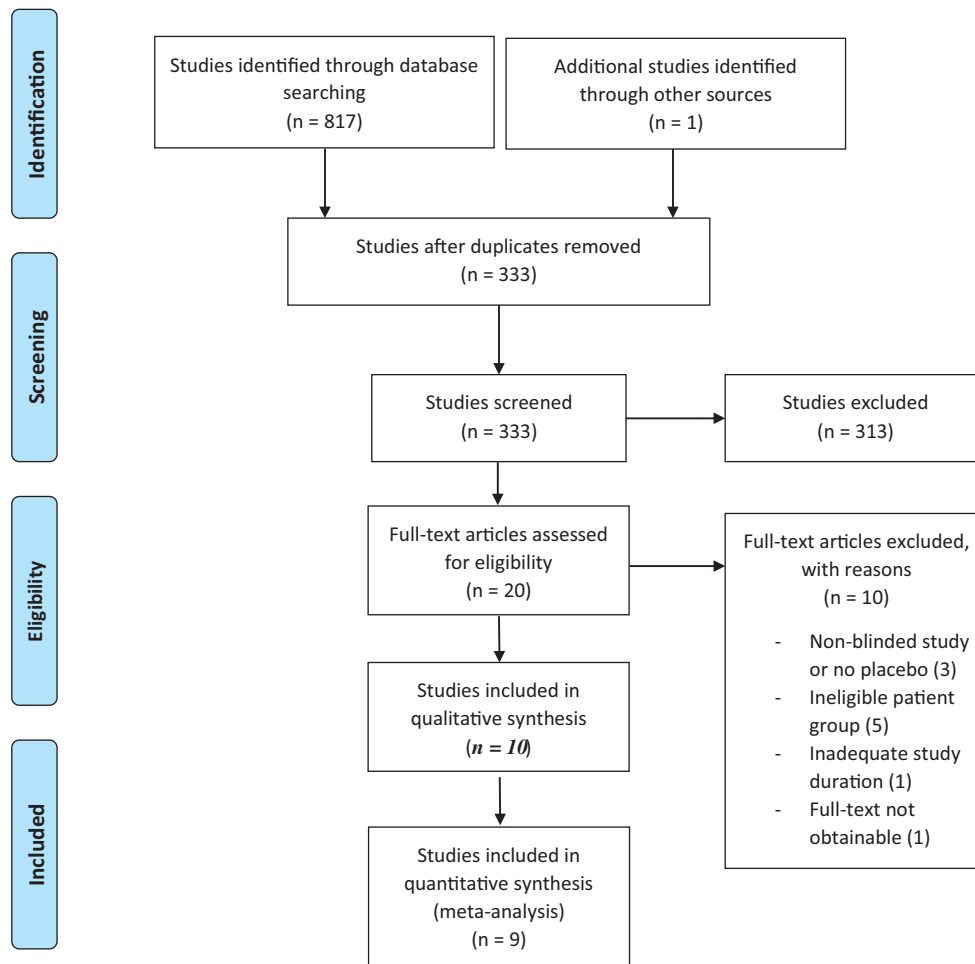 Identification
Studies identified through database
searching
(n = 817)
Additional studies identified
through other sources
(n = 1)
Studies after duplicates removed
(n = 333)
Screening
Studies screened
(n = 333)
Studies excluded
(n = 313)
Eligibility
Full-text articles assessed
for eligibility
(n = 20)
Full-text articles excluded,
with reasons
(n = 10)
- Non-blinded study
or no placebo (3)
- Ineligible patient
group (5)
- Inadequate study
duration (1)
- Full-text not
obtainable (1)
Studies included in
qualitative synthesis
(n = 10)
Included
Studies included in
quantitative synthesis
(meta-analysis)
(n = 9)